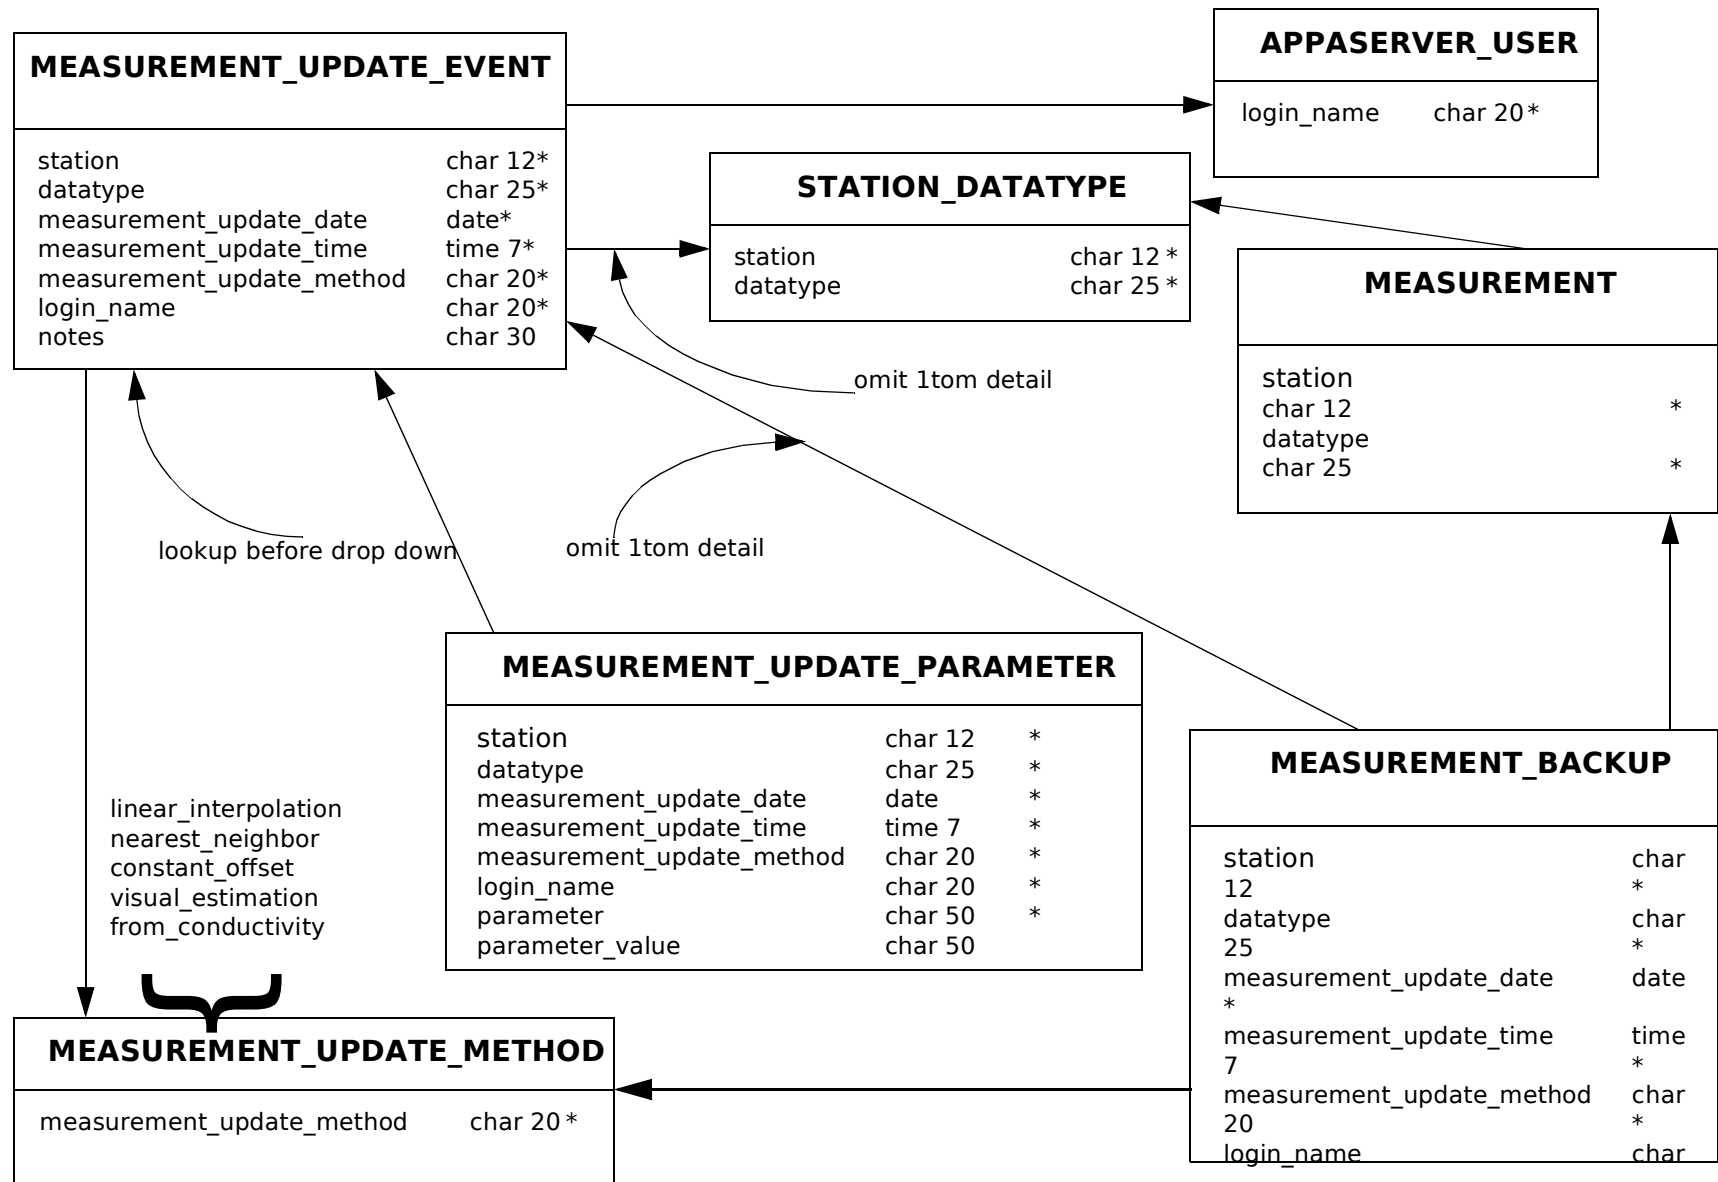 MEASUREMENT_UPDATE_EVENT
station char 12*
datatype char 25*
measurement_update_date date*
measurement_update_time time 7*
measurement_update_method char 20*
login_name char 20*
notes char 30
APPASERVER_USER
login_name char 20*
STATION_DATATYPE
station char 12*
datatype char 25*
MEASUREMENT
station
char 12 *
datatype
char 25 *
omit 1tom detail
lookup before drop down
omit 1tom detail
MEASUREMENT_UPDATE_PARAMETER
station char 12 *
datatype char 25 *
measurement_update_date date *
measurement_update_time time 7 *
measurement_update_method char 20 *
login_name char 20 *
parameter char 50 *
parameter_value char 50
linear_interpolation
nearest_neighbor
constant_offset
visual_estimation
from_conductivity
MEASUREMENT_UPDATE_METHOD
measurement_update_method char 20*
MEASUREMENT_BACKUP
station char
12 *
datatype char
25 *
measurement_update_date date
*
measurement_update_time time
7 *
measurement_update_method char
20 *
login_name char